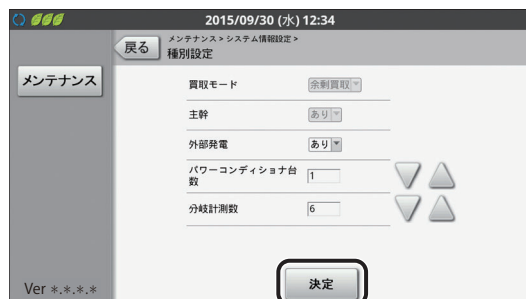 2015/09/30 (水) 12:34
戻る
メンテナンス > システム情報設定 >
種別設定
メンテナンス
買取モード 余剰買取
主幹 あり
外部発電 あり
パワーコンディショナ台
数 1
分岐計測数 6
決定
Ver *.*.*.*